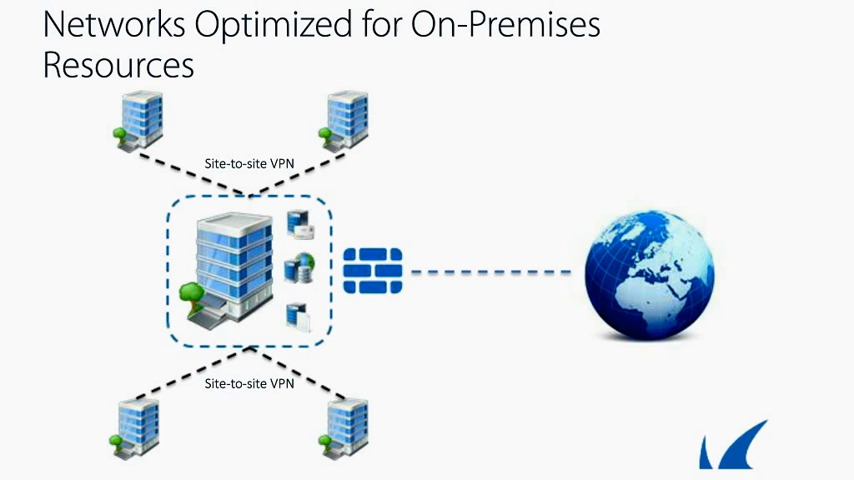 Networks Optimized for On-Premises
Resources
Site-to-site VPN
Site-to-site VPN